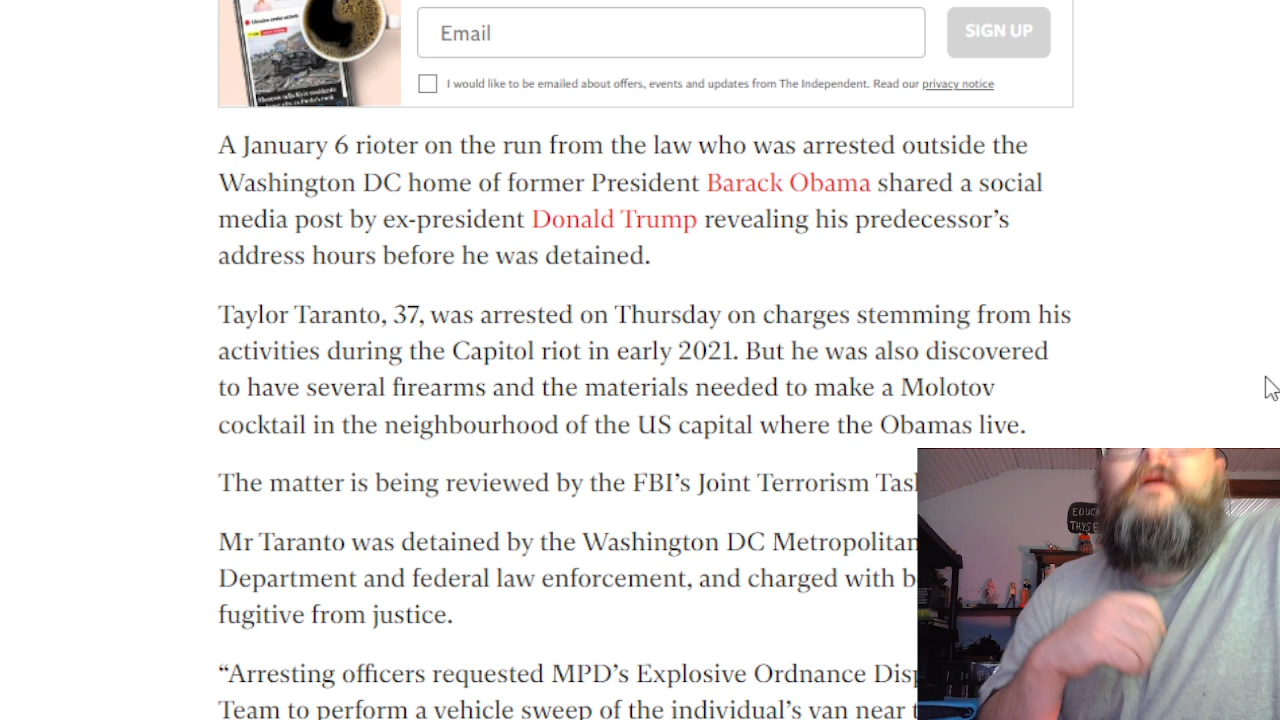 Email
SIGN UP
I would like to be emailed about offers, events and updates from The Independent. Read our privacy notice
A January 6 rioter on the run from the law who was arrested outside the
Washington DC home of former President Barack Obama shared a social
media post by ex-president Donald Trump revealing his predecessor's
address hours before he was detained.
Taylor Taranto, 37, was arrested on Thursday on charges stemming from his
activities during the Capitol riot in early 2021. But he was also discovered
to have several firearms and the materials needed to make a Molotov
cocktail in the neighbourhood of the US capital where the Obamas live.
The matter is being reviewed by the FBI's Joint Terrorism
Mr Taranto was detained by the Washington DC Metropolitan
Department and federal law enforcement, and charged with
fugitive from justice.
“Arresting officers requested MPD's Explosive Ordnance
Team to perform a vehicle sweep of the individual's van near
EDUC
THYSE